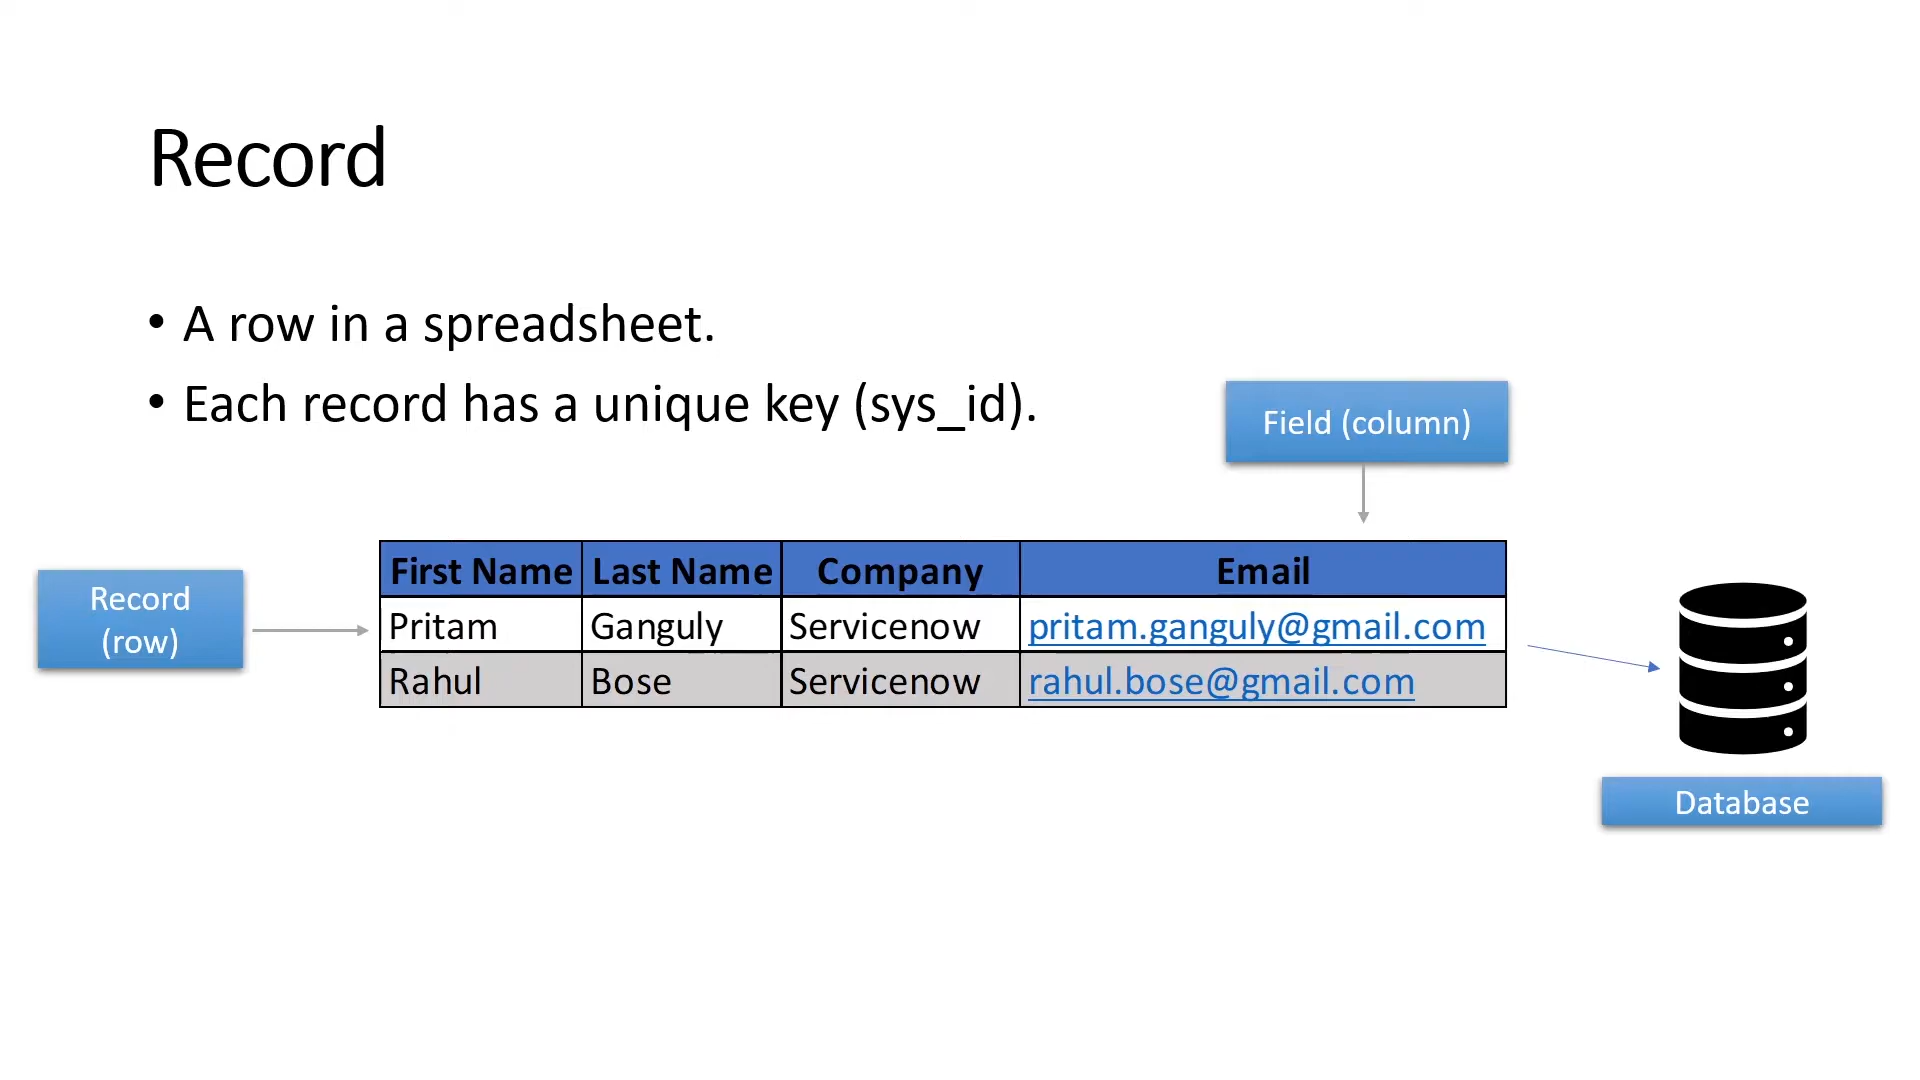 Record
• A row in a spreadsheet.
• Each record has a unique key (sys_id).
Field (column)
Record
(row)
First Name Last Name Company Email
Pritam Ganguly Servicenow pritam.ganguly@gmail.com
Rahul Bose Servicenow rahul.bose@gmail.com
Database